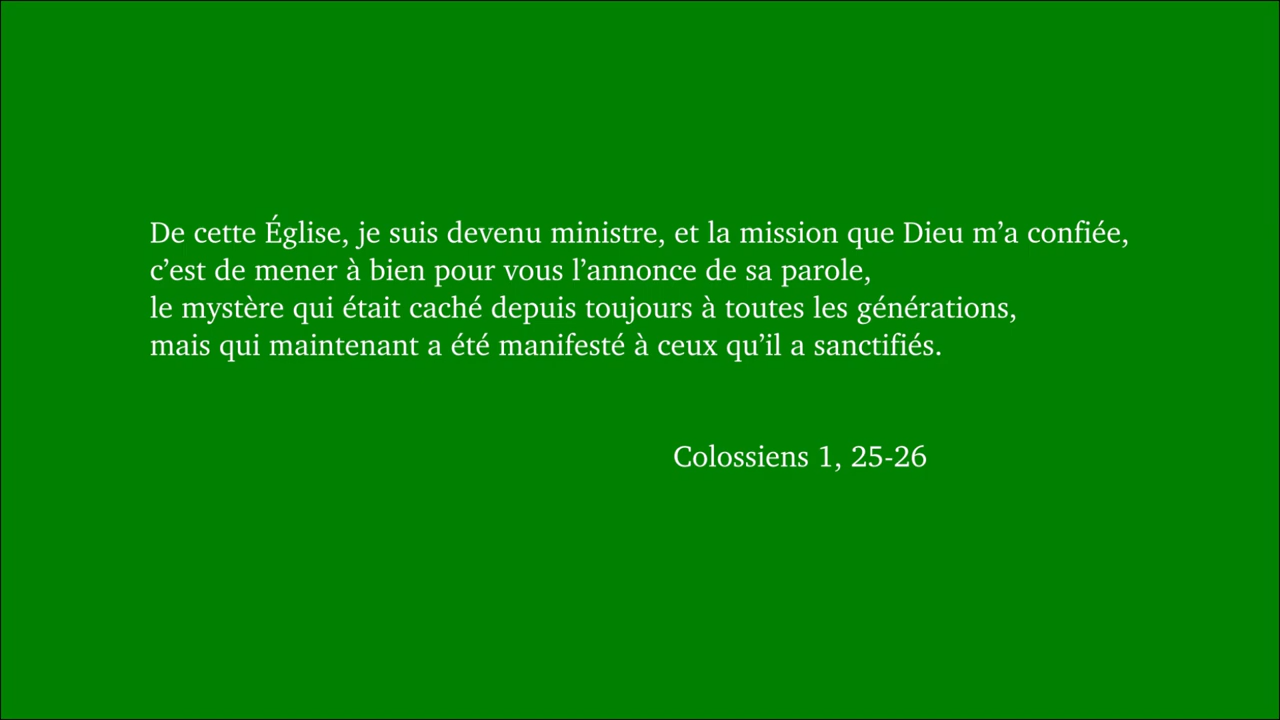 De cette Église, je suis devenu ministre, et la mission que Dieu m’a confiée,
c’est de mener à bien pour vous l’annonce de sa parole,
le mystère qui était caché depuis toujours à toutes les générations,
mais qui maintenant a été manifesté à ceux qu’il a sanctifiés.
Colossiens 1, 25-26